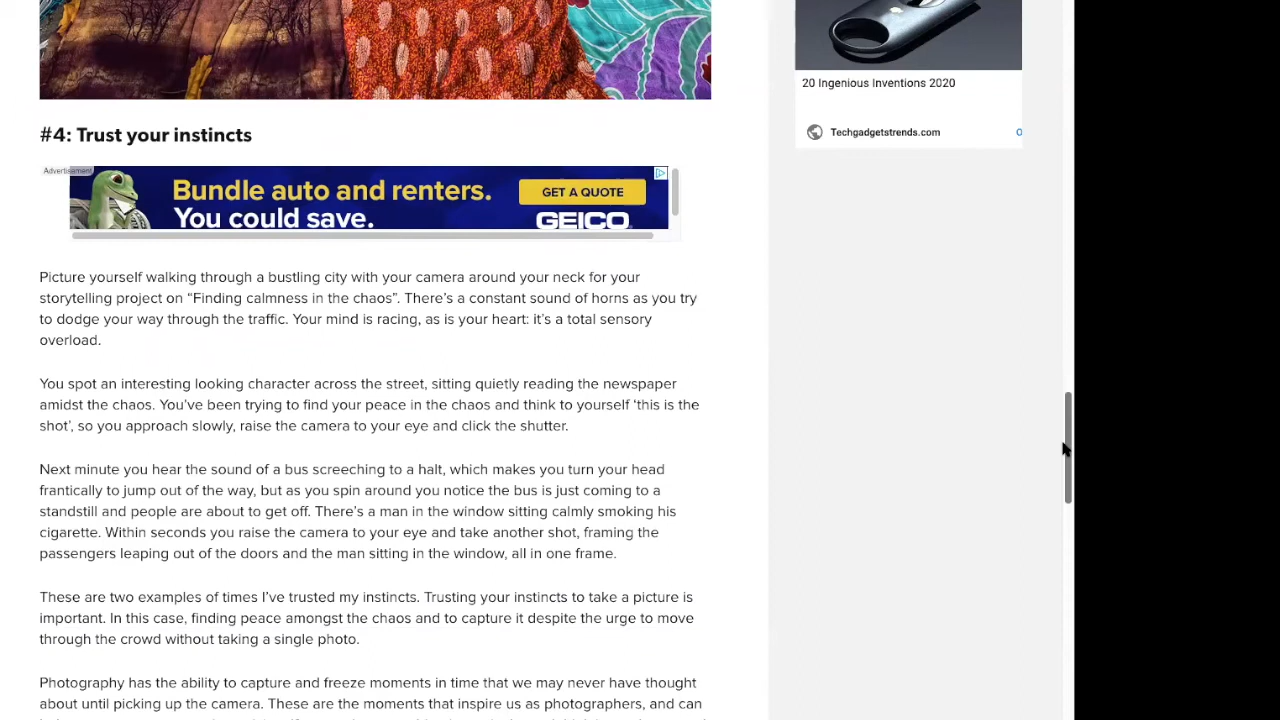 20 Ingenious Inventions 2020
Techgadgetstrends.com
#4: Trust your instincts
Advertisement
Bundle auto and renters.
You could save.
GET A QUOTE
GEICO
Picture yourself walking through a bustling city with your camera around your neck for your
storytelling project on “Finding calmness in the chaos”. There’s a constant sound of horns as you try
to dodge your way through the traffic. Your mind is racing, as is your heart: it’s a total sensory
overload.
You spot an interesting looking character across the street, sitting quietly reading the newspaper
amidst the chaos. You’ve been trying to find your peace in the chaos and think to yourself ‘this is the
shot’, so you approach slowly, raise the camera to your eye and click the shutter.
Next minute you hear the sound of a bus screeching to a halt, which makes you turn your head
frantically to jump out of the way, but as you spin around you notice the bus is just coming to a
standstill and people are about to get off. There’s a man in the window sitting calmly smoking his
cigarette. Within seconds you raise the camera to your eye and take another shot, framing the
passengers leaping out of the doors and the man sitting in the window, all in one frame.
These are two examples of times I’ve trusted my instincts. Trusting your instincts to take a picture is
important. In this case, finding peace amongst the chaos and to capture it despite the urge to move
through the crowd without taking a single photo.
Photography has the ability to capture and freeze moments in time that we may never have thought
about until picking up the camera. These are the moments that inspire us as photographers, and can